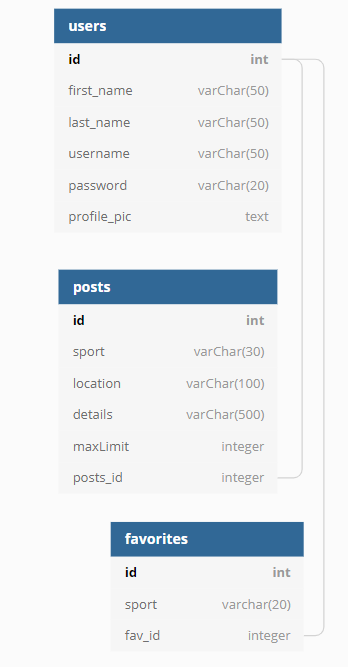 users
id int
first_name varChar(50)
last_name varChar(50)
username varChar(50)
password varChar(20)
profile_pic text
posts
id int
sport varChar(30)
location varChar(100)
details varChar(500)
maxLimit integer
posts_id integer
favorites
id int
sport varchar(20)
fav_id integer